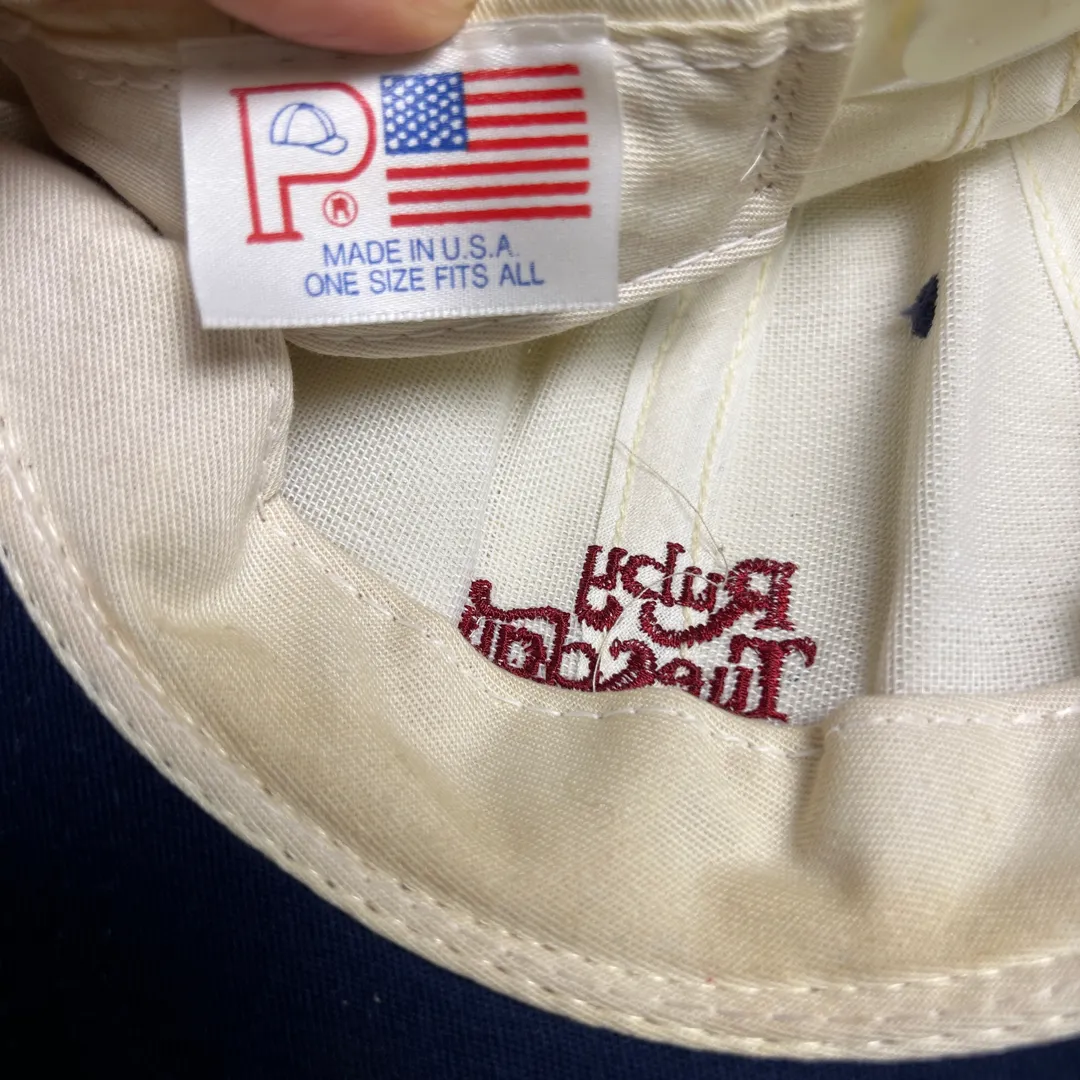 P ®
MADE IN U.S.A.
ONE SIZE FITS ALL
Ruby
Tuesday